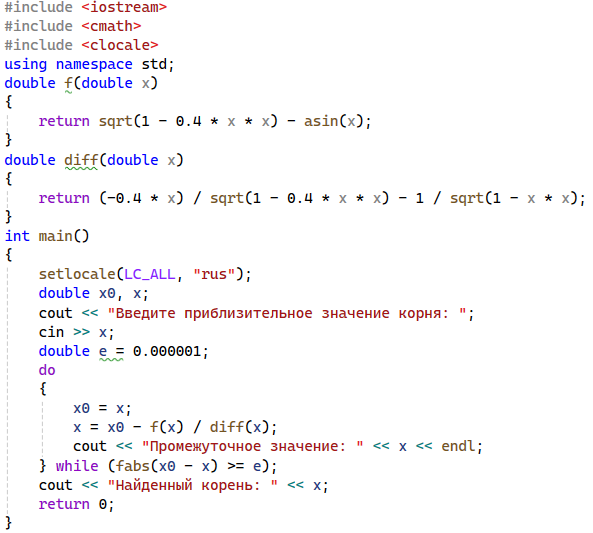 #include <iostream>
#include <cmath>
#include <clocale>
using namespace std;
double f(double x)
{
    return sqrt(1 - 0.4 * x * x) - asin(x);
}
double diff(double x)
{
    return (-0.4 * x) / sqrt(1 - 0.4 * x * x) - 1 / sqrt(1 - x * x);
}
int main()
{
    setlocale(LC_ALL, "rus");
    double x0, x;
    cout << "Введите приблизительное значение корня: ";
    cin >> x;
    double e = 0.000001;
    do
    {
        x0 = x;
        x = x0 - f(x) / diff(x);
        cout << "Промежуточное значение: " << x << endl;
    } while (fabs(x0 - x) >= e);
    cout << "Найденный корень: " << x;
    return 0;
}